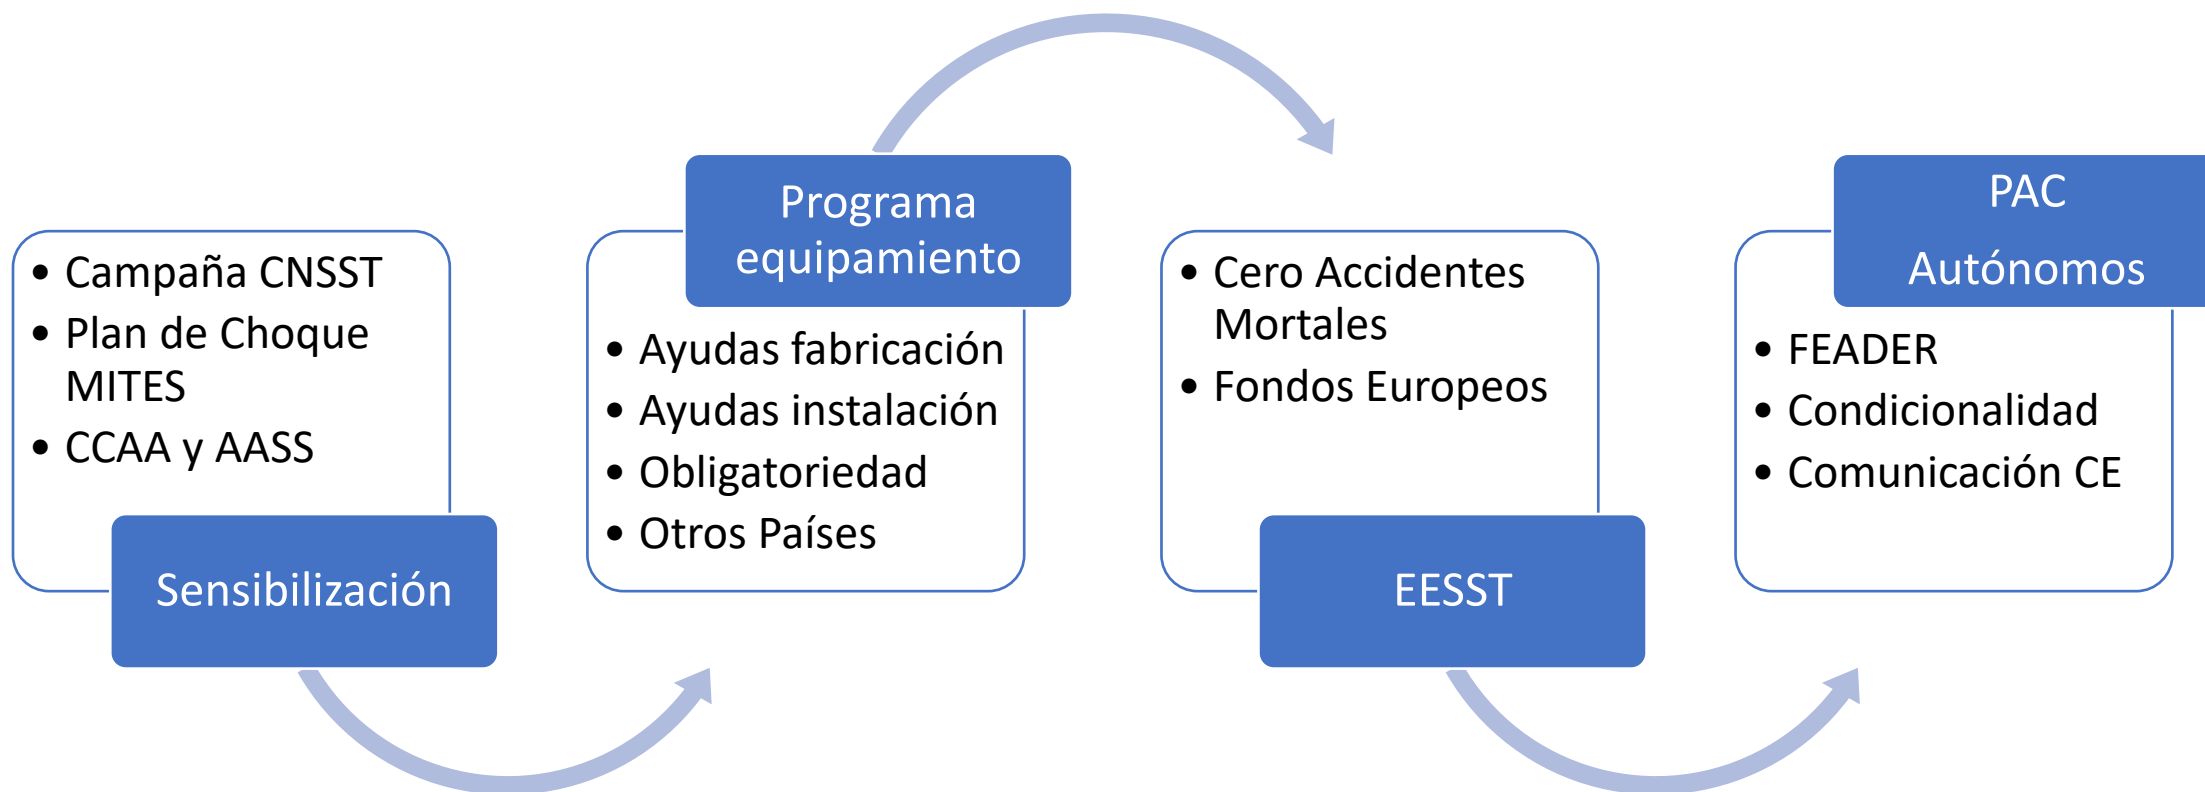 • Campaña CNSST
• Plan de Choque
MITES
• CCAA y AASS
Sensibilización
Programa
equipamiento
• Ayudas fabricación
• Ayudas instalación
• Obligatoriedad
• Otros Países
• Cero Accidentes
Mortales
• Fondos Europeos
EESST
PAC
Autónomos
• FEADER
• Condicionalidad
• Comunicación CE